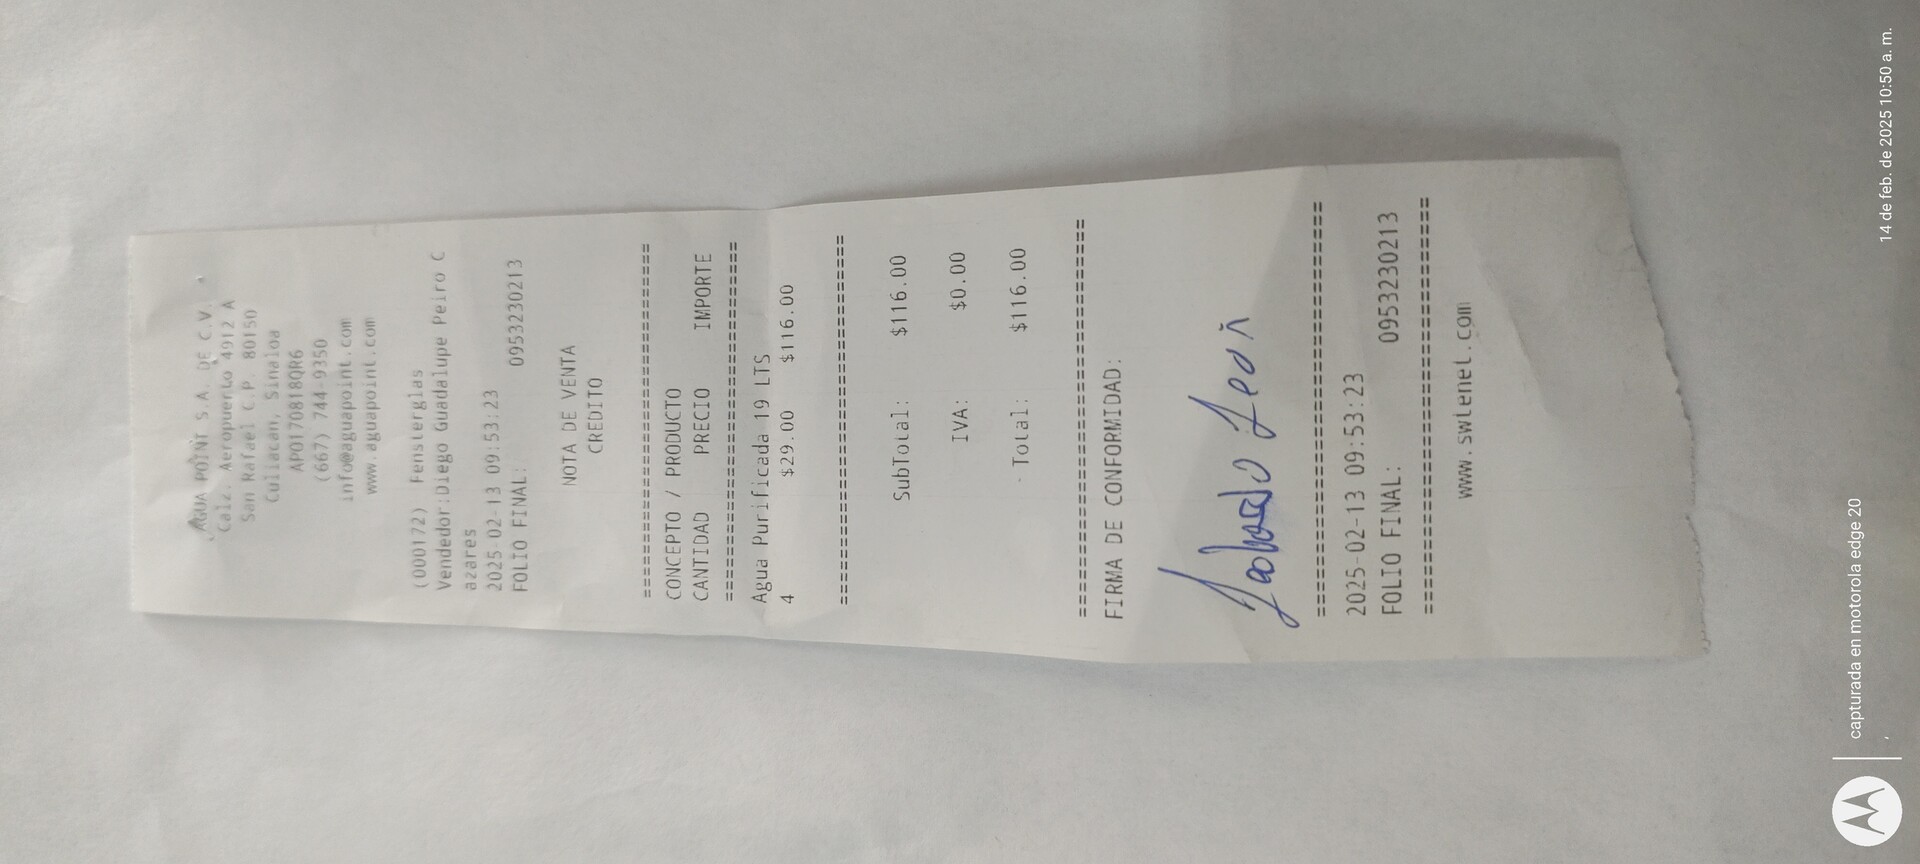 AGUA POINT S.A. DE C.V.
Calz. Aeropuerto 4912 A
San Rafael C.P. 80150
Culiacan, Sinaloa
APO170818QR6
(667) 744-9350
info@aguapoint.com
www.aguapoint.com
(000172) Fenstergias
Vendedor:Diego Guadalupe Peiro C
azares
2025-02-13 09:53:23
FOLIO FINAL: 0953230213
NOTA DE VENTA
CREDITO
================================
CONCEPTO / PRODUCTO
CANTIDAD PRECIO IMPORTE
================================
Agua Purificada 19 LTS
4 $29.00 $116.00
================================
SubTotal: $116.00
IVA: $0.00
Total: $116.00
================================
FIRMA DE CONFORMIDAD:
León
================================
2025-02-13 09:53:23
FOLIO FINAL: 0953230213
================================
www.swtenet.com
capturada en motorola edge 20
14 de feb. de 2025 10:50 a. m.